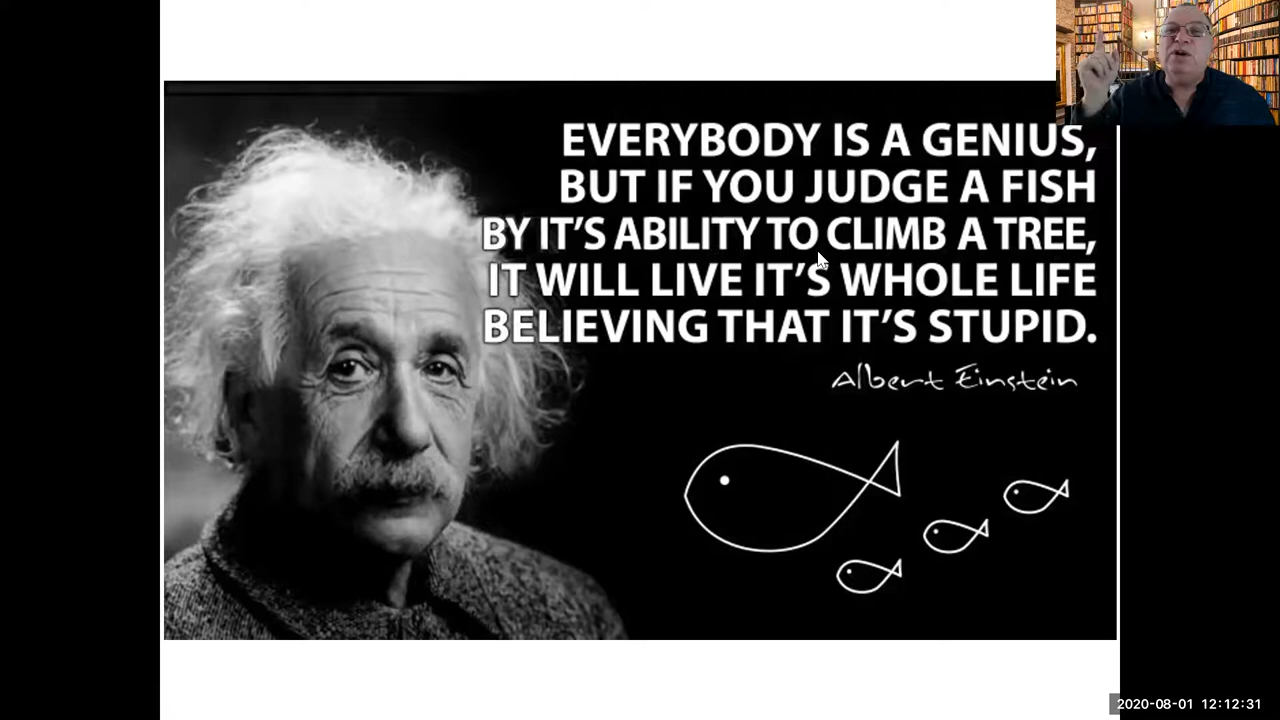 EVERYBODY IS A GENIUS,
BUT IF YOU JUDGE A FISH
BY IT’S ABILITY TO CLIMB A TREE,
IT WILL LIVE IT’S WHOLE LIFE
BELIEVING THAT IT’S STUPID.
Albert Einstein
2020-08-01 12:12:31